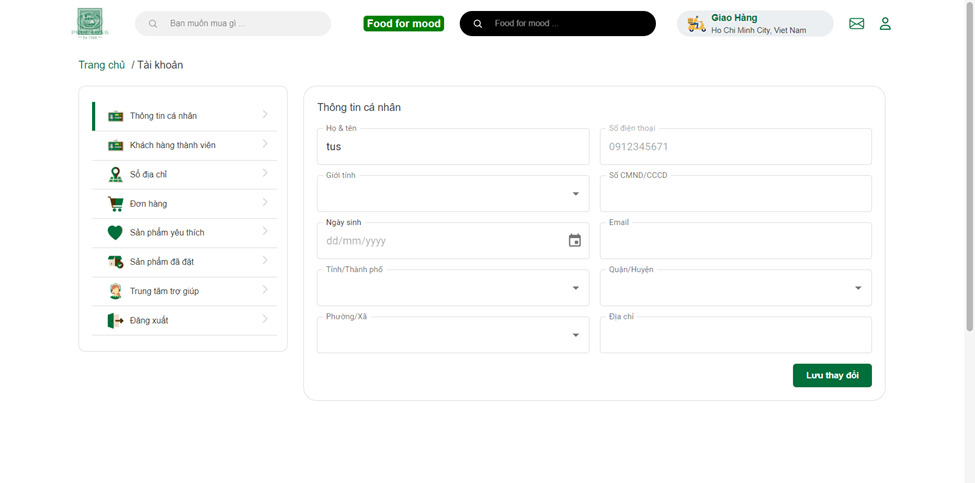 Bạn muốn mua gì ...
Food for mood
Food for mood ...
Giao Hàng
Ho Chi Minh City, Viet Nam
Trang chủ / Tài khoản
Thông tin cá nhân
Khách hàng thành viên
Sổ địa chỉ
Đơn hàng
Sản phẩm yêu thích
Sản phẩm đã đặt
Trung tâm trợ giúp
Đăng xuất
Thông tin cá nhân
Họ & tên
tus
Số điện thoại
0912345671
Giới tính
Số CMND/CCCD
Ngày sinh
dd/mm/yyyy
Email
Tỉnh/Thành phố
Quận/Huyện
Phường/Xã
Địa chỉ
Lưu thay đổi